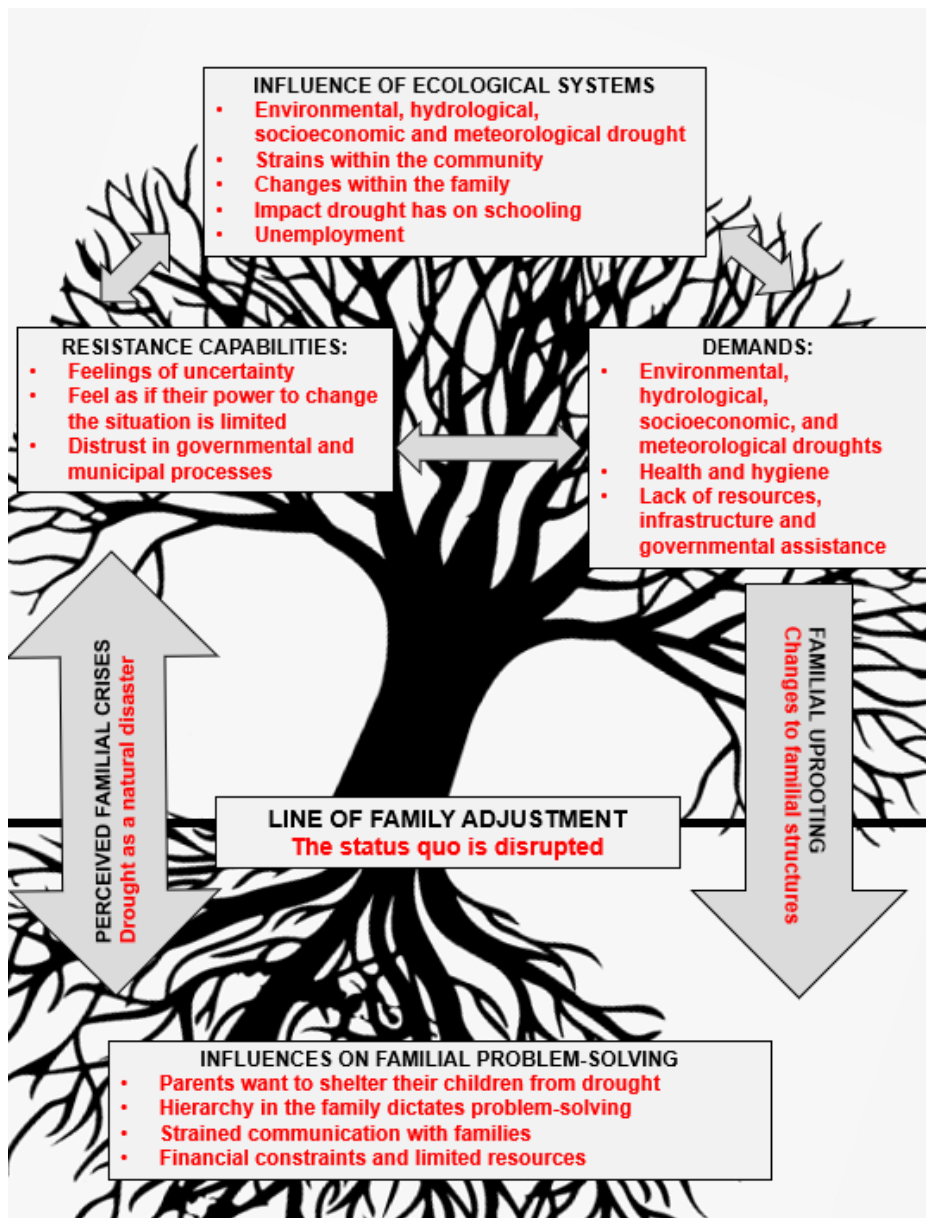 INFLUENCE OF ECOLOGICAL SYSTEMS
• Environmental, hydrological,
socioeconomic and meteorological drought
• Strains within the community
• Changes within the family
• Impact drought has on schooling
• Unemployment
RESISTANCE CAPABILITIES:
• Feelings of uncertainty
• Feel as if their power to change
the situation is limited
• Distrust in governmental and
municipal processes
DEMANDS:
• Environmental,
hydrological,
socioeconomic, and
meteorological droughts
• Health and hygiene
• Lack of resources,
infrastructure and
governmental assistance
PERCEIVED FAMILIAL CRISES
Drought as a natural disaster
FAMILIAL UPROOTING
Changes to familial structures
LINE OF FAMILY ADJUSTMENT
The status quo is disrupted
INFLUENCES ON FAMILIAL PROBLEM-SOLVING
• Parents want to shelter their children from drought
• Hierarchy in the family dictates problem-solving
• Strained communication with families
• Financial constraints and limited resources